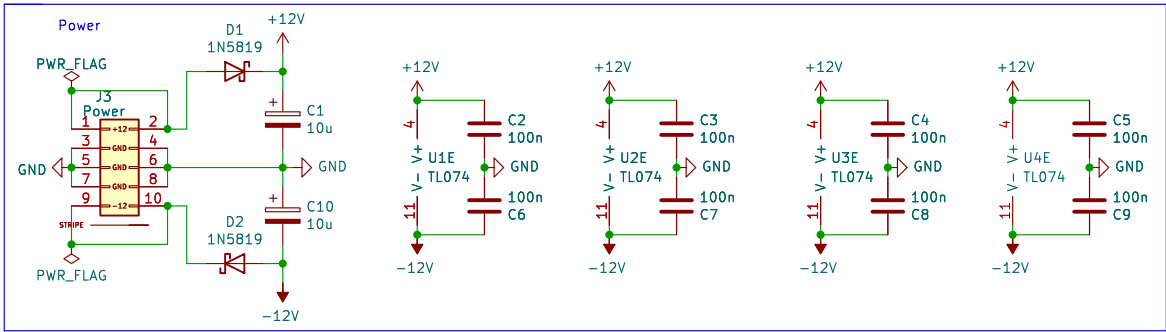 Power
PWR_FLAG
J3
Power
1 +12 2
3 GND 4
5 GND 6
7 GND 8
9 -12 10
STRIPE
PWR_FLAG
GND
D1
1N5819
+12V
+
C1
10u
GND
+
C10
10u
D2
1N5819
-12V
+12V
4
V+
U1E
TL074
V-
11
-12V
C2
100n
GND
100n
C6
+12V
4
V+
U2E
TL074
V-
11
-12V
C3
100n
GND
100n
C7
+12V
4
V+
U3E
TL074
V-
11
-12V
C4
100n
GND
100n
C8
+12V
4
V+
U4E
TL074
V-
11
-12V
C5
100n
GND
100n
C9